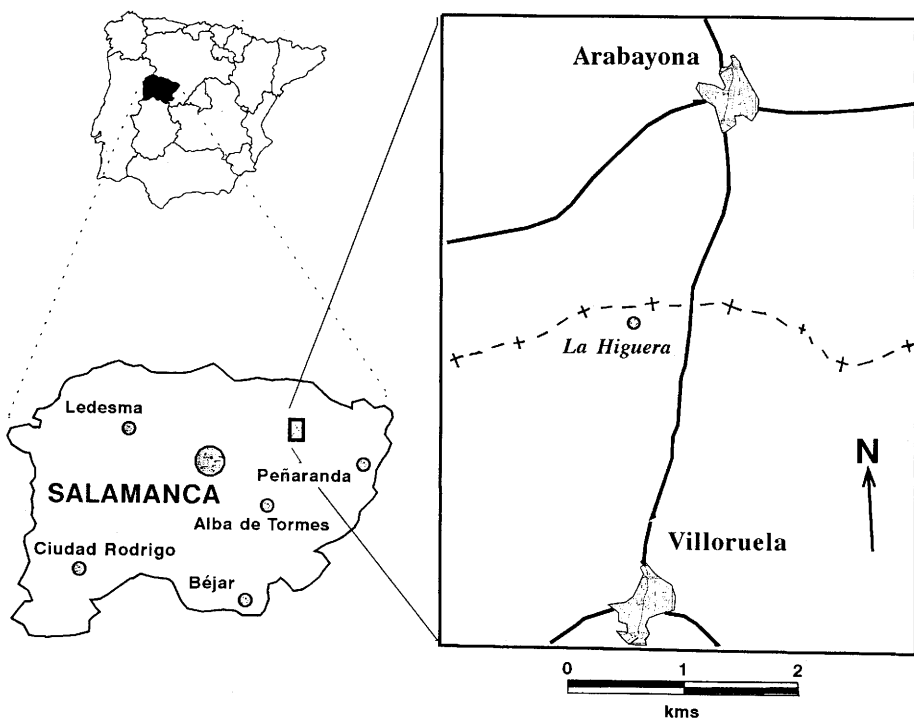 Arabayona
La Higuera
N
Villoruela
Ledesma
Peñaranda
SALAMANCA
Alba de Tormes
Ciudad Rodrigo
Béjar
0 1 2
kms